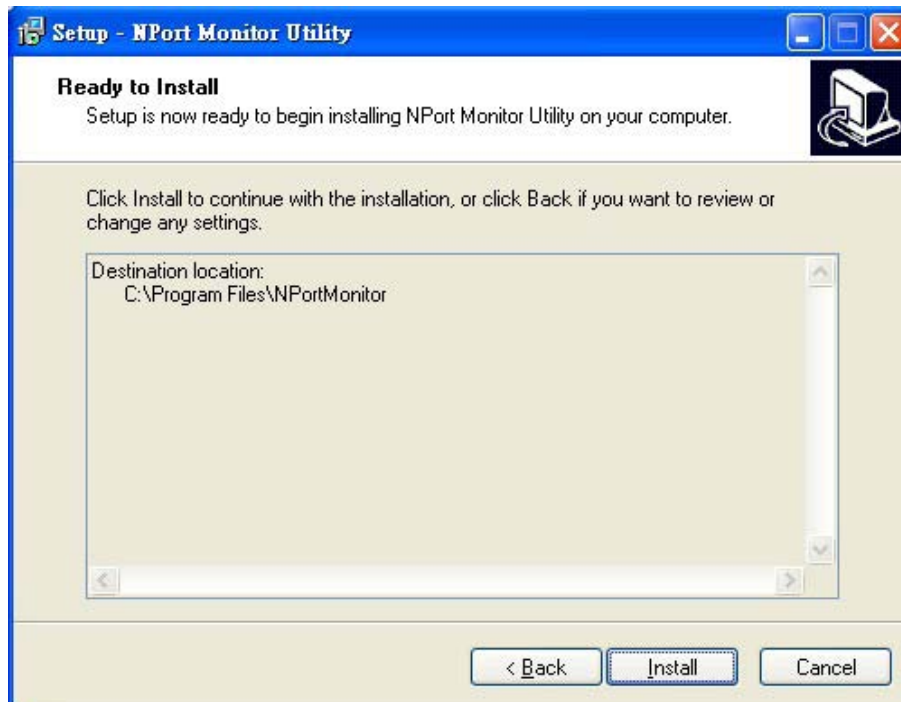 Setup - NPort Monitor Utility
Ready to Install
Setup is now ready to begin installing NPort Monitor Utility on your computer.
Click Install to continue with the installation, or click Back if you want to review or
change any settings.
Destination location:
C:\Program Files\NPortMonitor
< Back
Install
Cancel